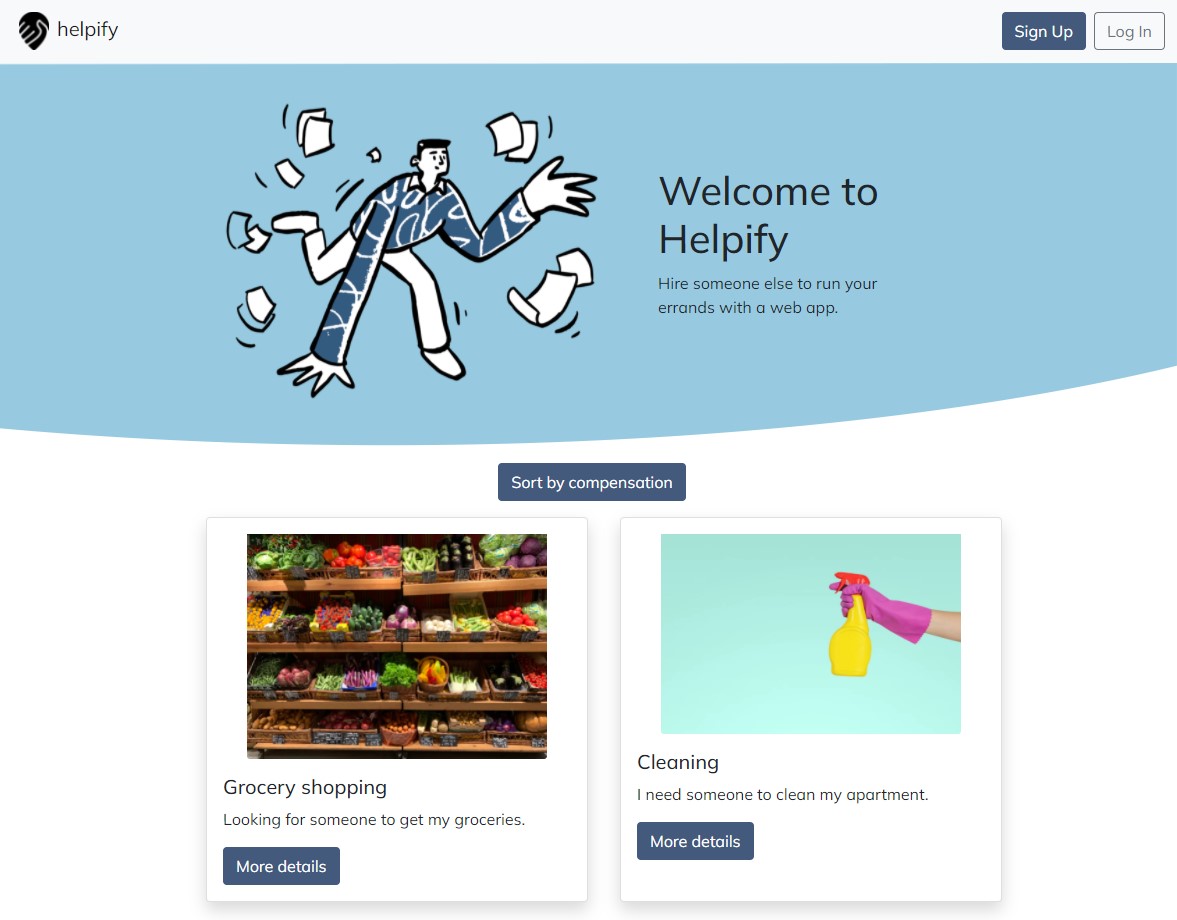 helpify
Sign Up
Log In
Welcome to
Helpify
Hire someone else to run your
errands with a web app.
Sort by compensation
Grocery shopping
Looking for someone to get my groceries.
More details
Cleaning
I need someone to clean my apartment.
More details